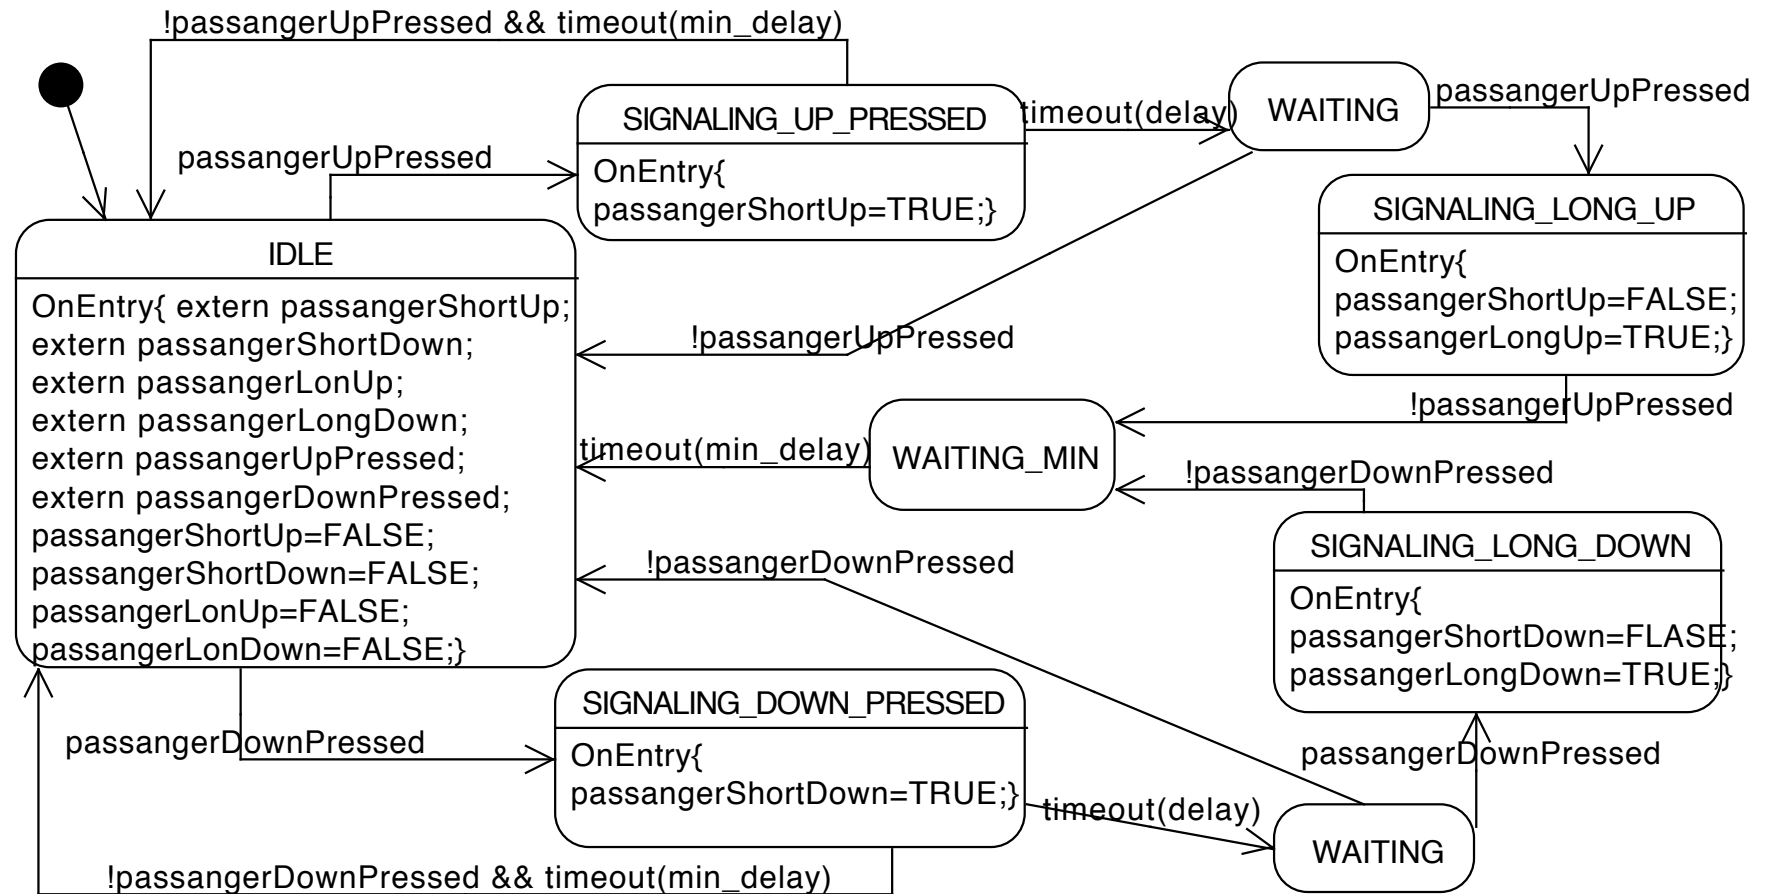 !passangerUpPressed && timeout(min_delay)
SIGNALING_UP_PRESSED
OnEntry{
passangerShortUp=TRUE;}
timeout(delay)
WAITING
passangerUpPressed
passangerUpPressed
SIGNALING_LONG_UP
OnEntry{
passangerShortUp=FALSE;
passangerLongUp=TRUE;}
IDLE
OnEntry{ extern passangerShortUp;
extern passangerShortDown;
extern passangerLonUp;
extern passangerLongDown;
extern passangerUpPressed;
extern passangerDownPressed;
passangerShortUp=FALSE;
passangerShortDown=FALSE;
passangerLonUp=FALSE;
passangerLonDown=FALSE;}
!passangerUpPressed
!passangerUpPressed
timeout(min_delay)
WAITING_MIN
!passangerDownPressed
!passangerDownPressed
SIGNALING_LONG_DOWN
OnEntry{
passangerShortDown=FLASE;
passangerLongDown=TRUE;}
passangerDownPressed
SIGNALING_DOWN_PRESSED
OnEntry{
passangerShortDown=TRUE;}
timeout(delay)
passangerDownPressed
WAITING
!passangerDownPressed && timeout(min_delay)